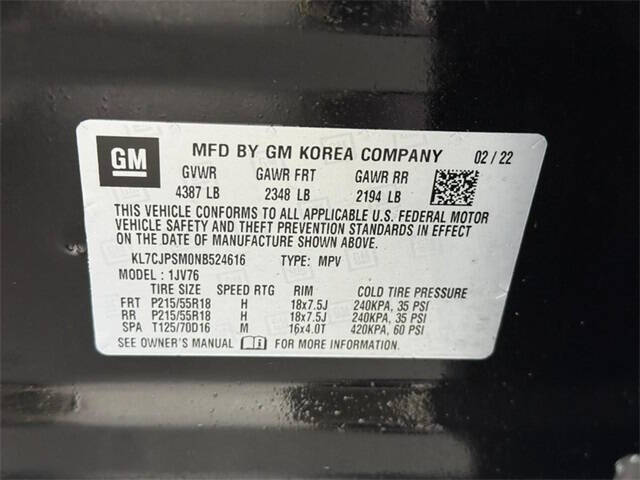 GM
MFD BY GM KOREA COMPANY 02 / 22
GVWR GAWR FRT GAWR RR
4387 LB 2348 LB 2194 LB
THIS VEHICLE CONFORMS TO ALL APPLICABLE U.S. FEDERAL MOTOR
VEHICLE SAFETY AND THEFT PREVENTION STANDARDS IN EFFECT
ON THE DATE OF MANUFACTURE SHOWN ABOVE.
KL7CJPSM0NB524616 TYPE: MPV
MODEL : 1JV76
TIRE SIZE SPEED RTG RIM COLD TIRE PRESSURE
FRT P215/55R18 H 18x7.5J 240KPA, 35 PSI
RR P215/55R18 H 18x7.5J 240KPA, 35 PSI
SPA T125/70D16 M 16x4.0T 420KPA, 60 PSI
SEE OWNER'S MANUAL FOR MORE INFORMATION.